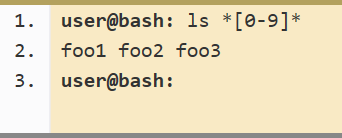 1. user@bash: ls *[0-9]*
2. foo1 foo2 foo3
3. user@bash: